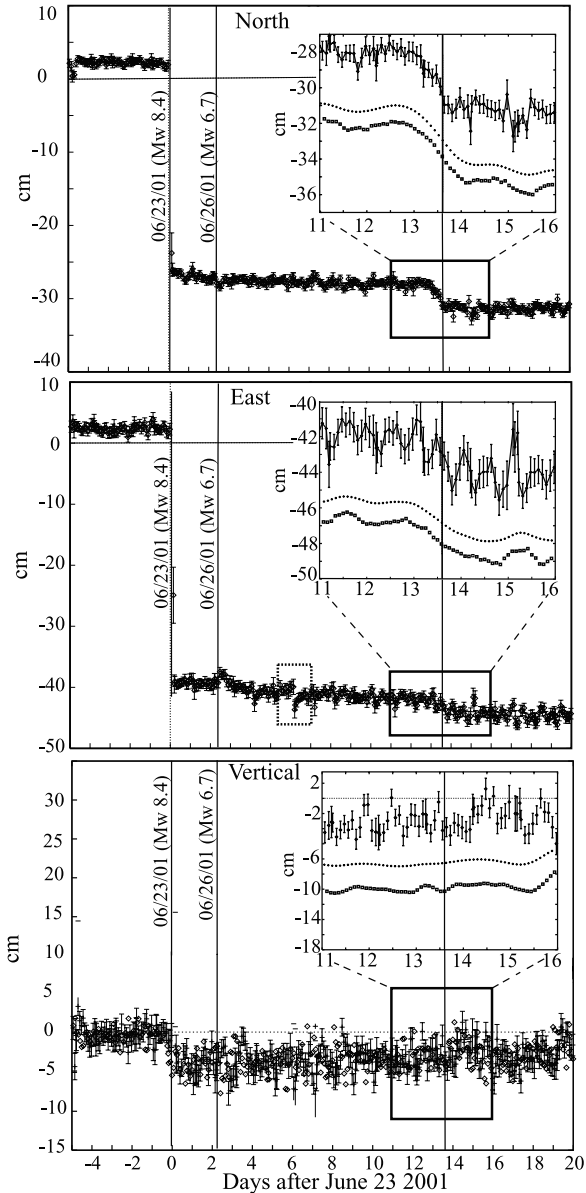 North
10
0
-10
-20
-30
-40
cm
06/23/01 (Mw 8.4)
06/26/01 (Mw 6.7)
-28
-30
-32
-34
-36
cm
11 12 13 14 15 16
East
10
0
-10
-20
-30
-40
-50
cm
06/23/01 (Mw 8.4)
06/26/01 (Mw 6.7)
-40
-42
-44
-46
-48
-50
cm
11 12 13 14 15 16
Vertical
30
25
20
15
10
5
0
-5
-10
-15
cm
06/23/01 (Mw 8.4)
06/26/01 (Mw 6.7)
2
-2
-6
-10
-14
-18
cm
11 12 13 14 15 16
-4 -2 0 2 4 6 8 10 12 14 16 18 20
Days after June 23 2001